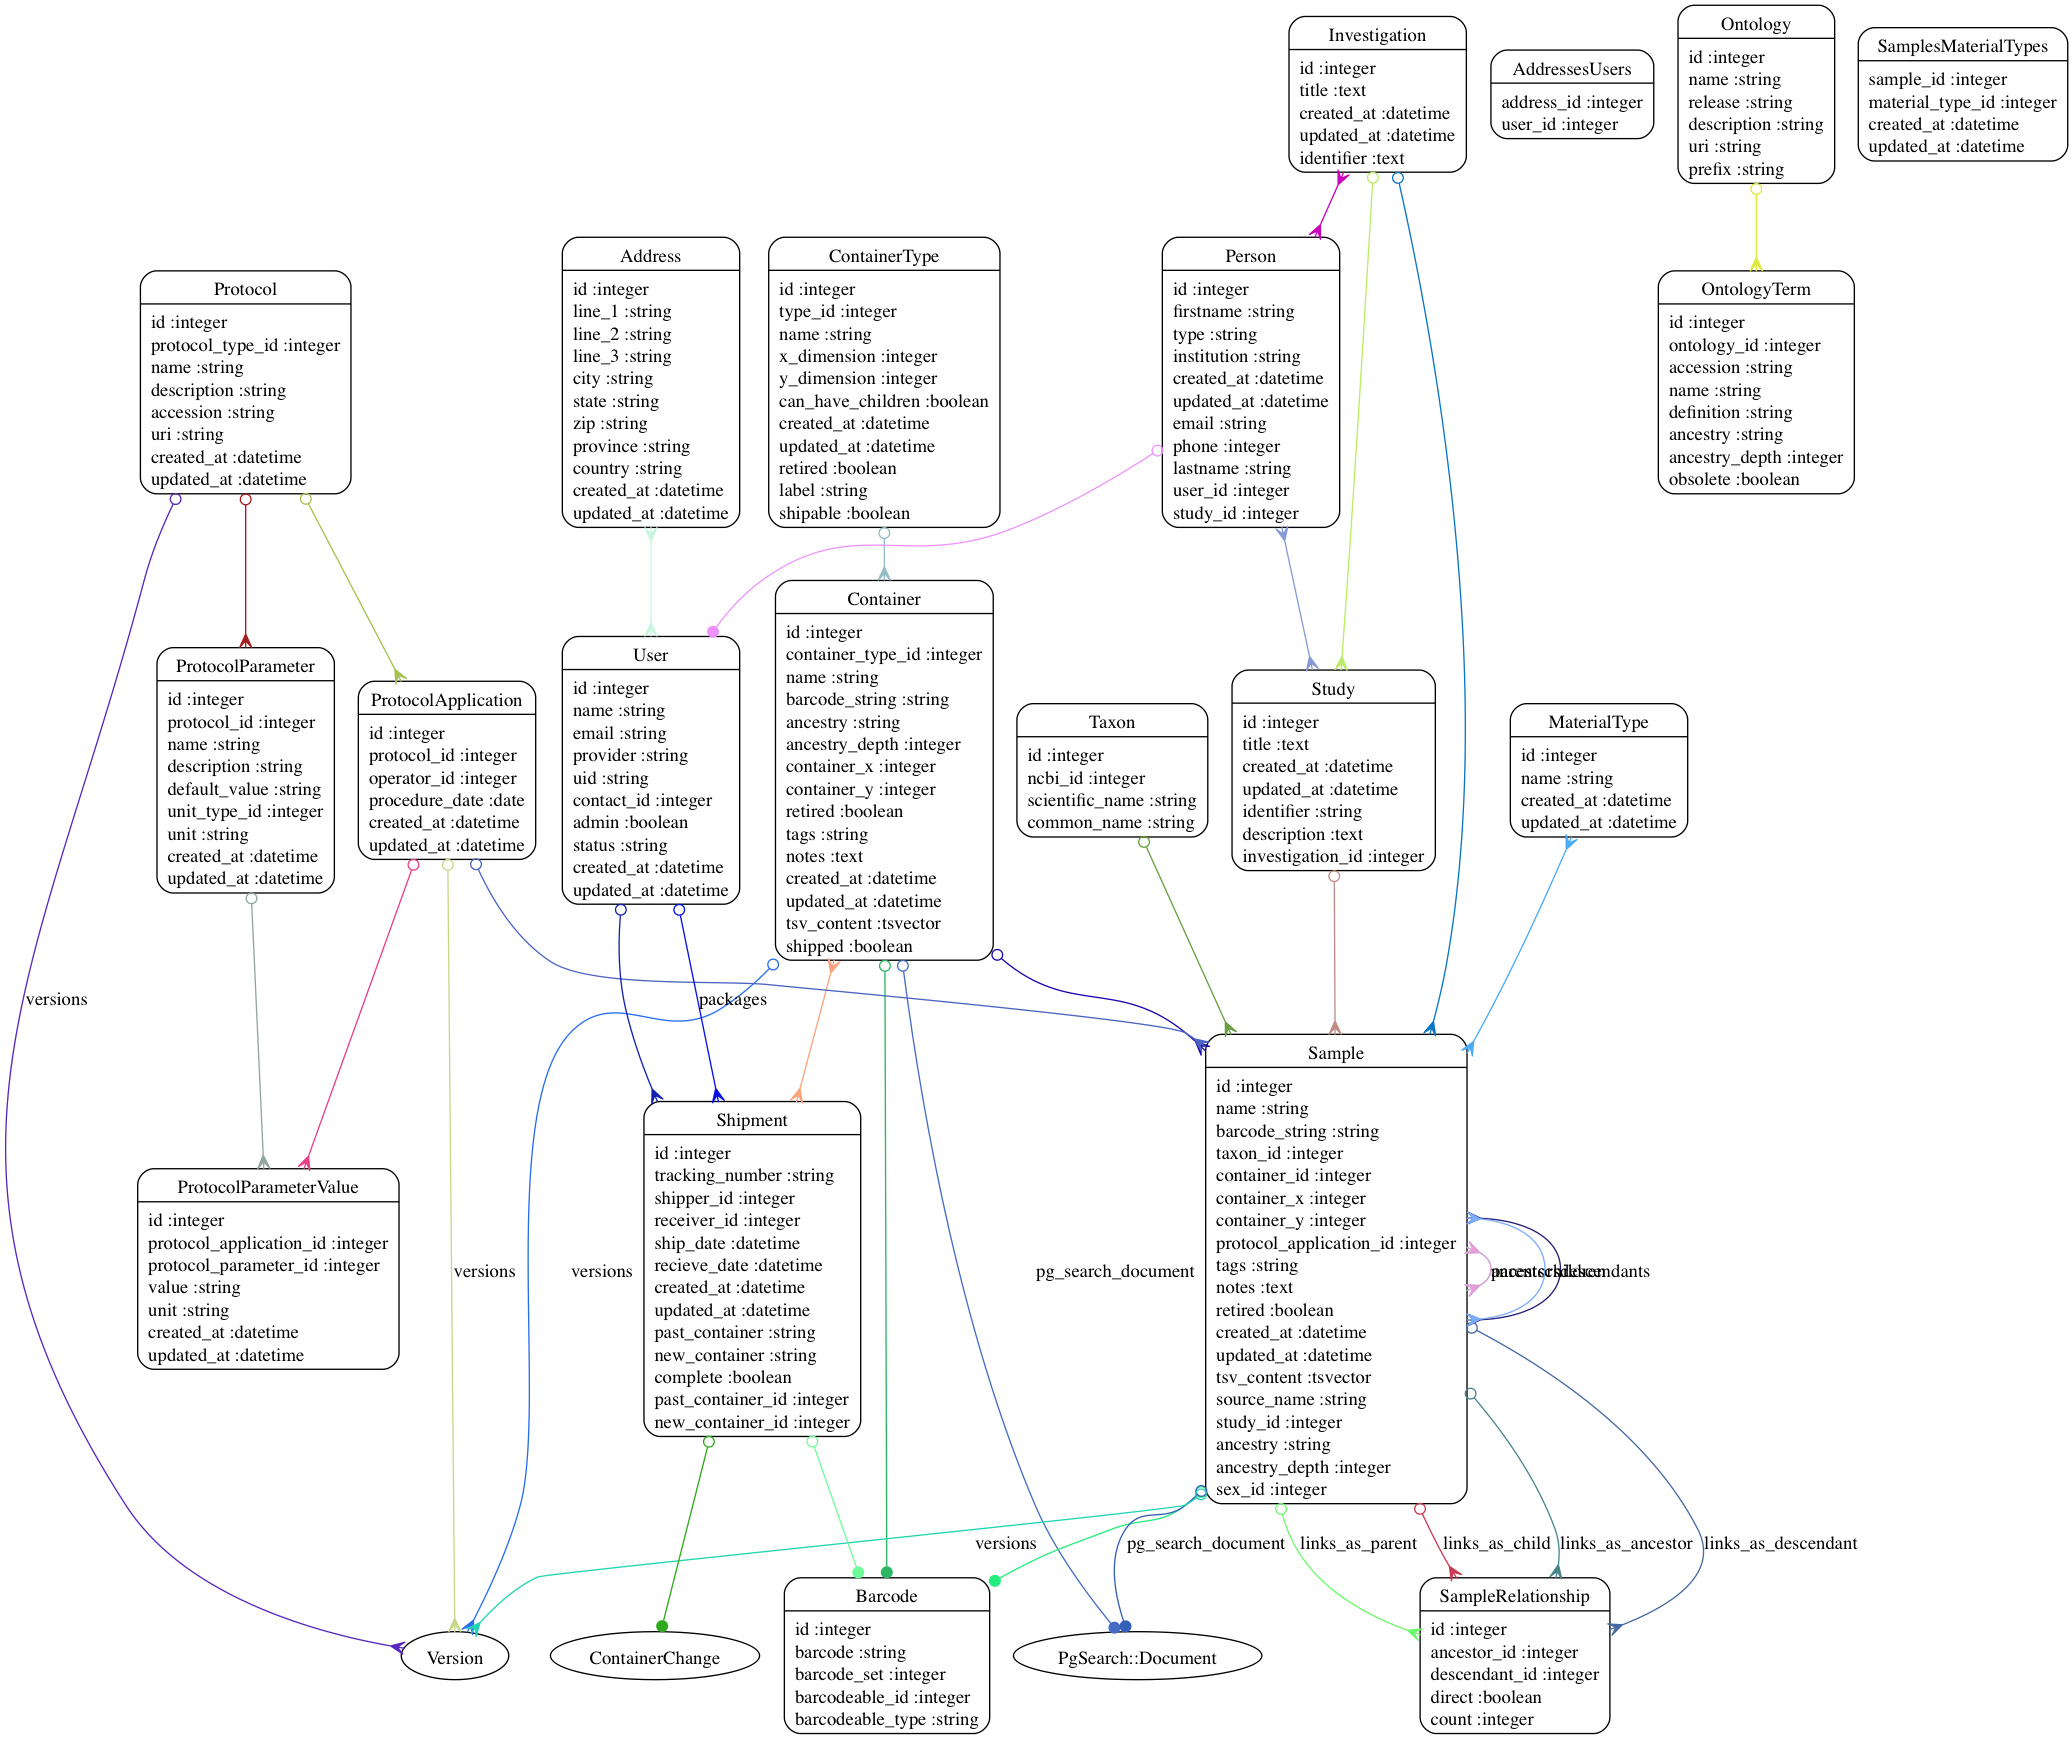 Investigation
id :integer
title :text
created_at :datetime
updated_at :datetime
identifier :text
AddressesUsers
address_id :integer
user_id :integer
Ontology
id :integer
name :string
release :string
description :string
uri :string
prefix :string
SamplesMaterialTypes
sample_id :integer
material_type_id :integer
created_at :datetime
updated_at :datetime
Protocol
id :integer
protocol_type_id :integer
name :string
description :string
accession :string
uri :string
created_at :datetime
updated_at :datetime
Address
id :integer
line_1 :string
line_2 :string
line_3 :string
city :string
state :string
zip :string
province :string
country :string
created_at :datetime
updated_at :datetime
ContainerType
id :integer
type_id :integer
name :string
x_dimension :integer
y_dimension :integer
can_have_children :boolean
created_at :datetime
updated_at :datetime
retired :boolean
label :string
shipable :boolean
Person
id :integer
firstname :string
type :string
institution :string
created_at :datetime
updated_at :datetime
email :string
phone :integer
lastname :string
user_id :integer
study_id :integer
OntologyTerm
id :integer
ontology_id :integer
accession :string
name :string
definition :string
ancestry :string
ancestry_depth :integer
obsolete :boolean
ProtocolParameter
id :integer
protocol_id :integer
name :string
description :string
default_value :string
unit_type_id :integer
unit :string
created_at :datetime
updated_at :datetime
ProtocolApplication
id :integer
protocol_id :integer
operator_id :integer
procedure_date :date
created_at :datetime
updated_at :datetime
User
id :integer
name :string
email :string
provider :string
uid :string
contact_id :integer
admin :boolean
status :string
created_at :datetime
updated_at :datetime
Container
id :integer
container_type_id :integer
name :string
barcode_string :string
ancestry :string
ancestry_depth :integer
container_x :integer
container_y :integer
retired :boolean
tags :string
notes :text
created_at :datetime
updated_at :datetime
tsv_content :tsvector
shipped :boolean
Taxon
id :integer
ncbi_id :integer
scientific_name :string
common_name :string
Study
id :integer
title :text
created_at :datetime
updated_at :datetime
identifier :string
description :text
investigation_id :integer
MaterialType
id :integer
name :string
created_at :datetime
updated_at :datetime
versions
packages
ProtocolParameterValue
id :integer
protocol_application_id :integer
protocol_parameter_id :integer
value :string
unit :string
created_at :datetime
updated_at :datetime
versions
versions
Shipment
id :integer
tracking_number :string
shipper_id :integer
receiver_id :integer
ship_date :datetime
recieve_date :datetime
created_at :datetime
updated_at :datetime
past_container :string
new_container :string
complete :boolean
past_container_id :integer
new_container_id :integer
pg_search_document
Sample
id :integer
name :string
barcode_string :string
taxon_id :integer
container_id :integer
container_x :integer
container_y :integer
protocol_application_id :integer
tags :string
notes :text
retired :boolean
created_at :datetime
updated_at :datetime
tsv_content :tsvector
source_name :string
study_id :integer
ancestry :string
ancestry_depth :integer
sex_id :integer
descendants
versions
pg_search_document
links_as_parent
links_as_child
links_as_ancestor
links_as_descendant
Version
ContainerChange
Barcode
id :integer
barcode :string
barcode_set :integer
barcodeable_id :integer
barcodeable_type :string
PgSearch::Document
SampleRelationship
id :integer
ancestor_id :integer
descendant_id :integer
direct :boolean
count :integer